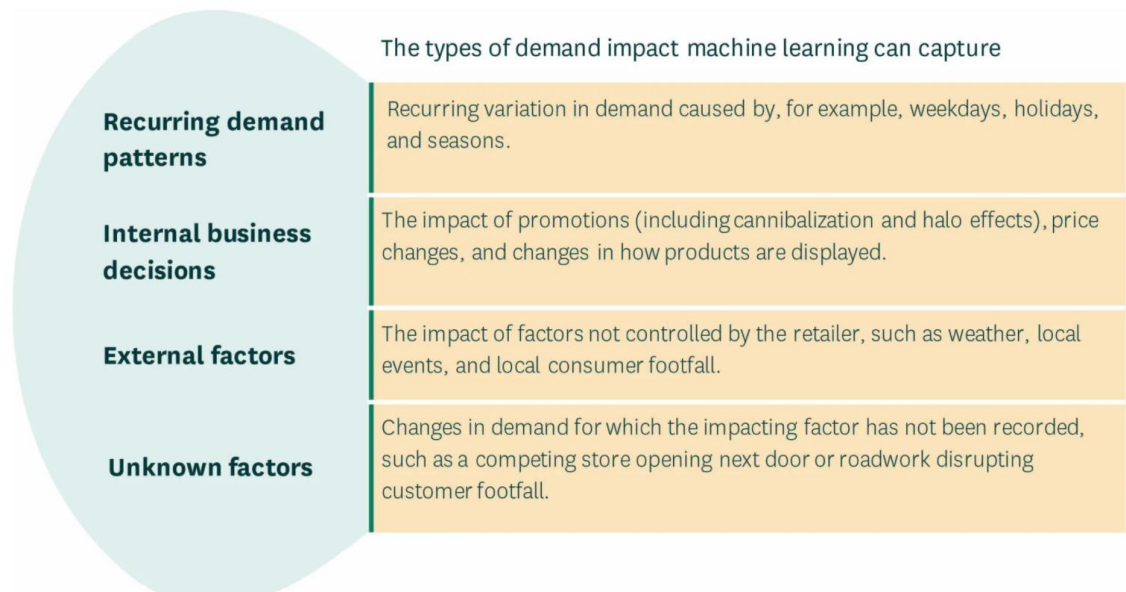 The types of demand impact machine learning can capture
Recurring demand
patterns
Recurring variation in demand caused by, for example, weekdays, holidays,
and seasons.
Internal business
decisions
The impact of promotions (including cannibalization and halo effects), price
changes, and changes in how products are displayed.
External factors
The impact of factors not controlled by the retailer, such as weather, local
events, and local consumer footfall.
Unknown factors
Changes in demand for which the impacting factor has not been recorded,
such as a competing store opening next door or roadwork disrupting
customer footfall.